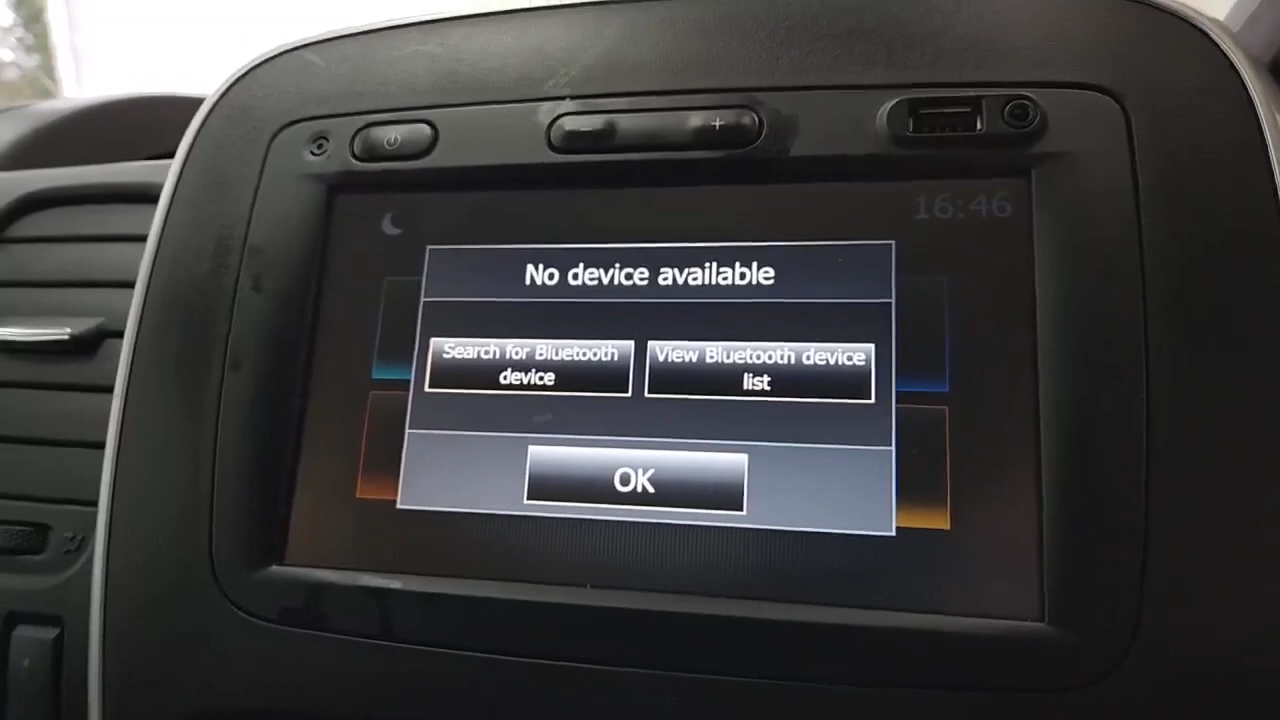 - +
16:46
No device available
Search for Bluetooth
device
View Bluetooth device
list
OK